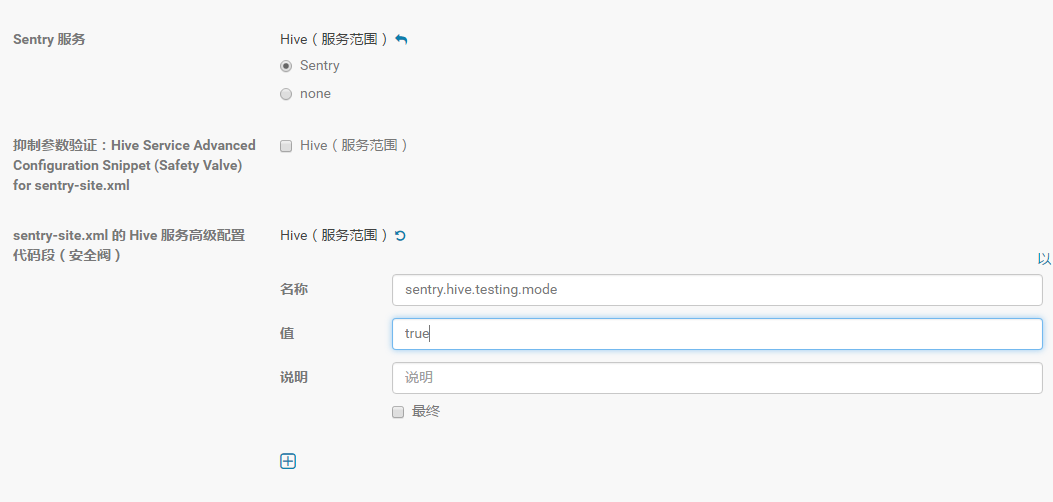 Sentry 服务
Hive（服务范围）
Sentry
none
抑制参数验证：Hive Service Advanced
Configuration Snippet (Safety Valve)
for sentry-site.xml
Hive（服务范围）
sentry-site.xml 的 Hive 服务高级配置
代码段（安全阀）
Hive（服务范围）
以
名称
sentry.hive.testing.mode
值
true
说明
说明
最终